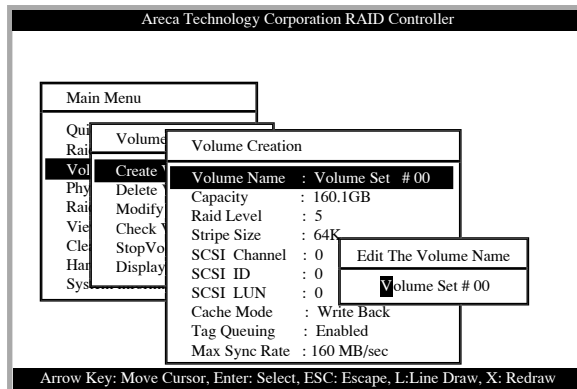 Areca Technology Corporation RAID Controller
Main Menu
Qui
Rai
Vol
Phy
Rai
Vie
Cle
Har
Sys
Volume
Create V
Delete V
Modify
Check V
StopVo
Display
Volume Creation
Volume Name : Volume Set # 00
Capacity : 160.1GB
Raid Level : 5
Stripe Size : 64K
SCSI Channel : 0
SCSI ID : 0
SCSI LUN : 0
Cache Mode : Write Back
Tag Queuing : Enabled
Max Sync Rate : 160 MB/sec
Edit The Volume Name
Volume Set # 00
Arrow Key: Move Cursor, Enter: Select, ESC: Escape, L:Line Draw, X: Redraw